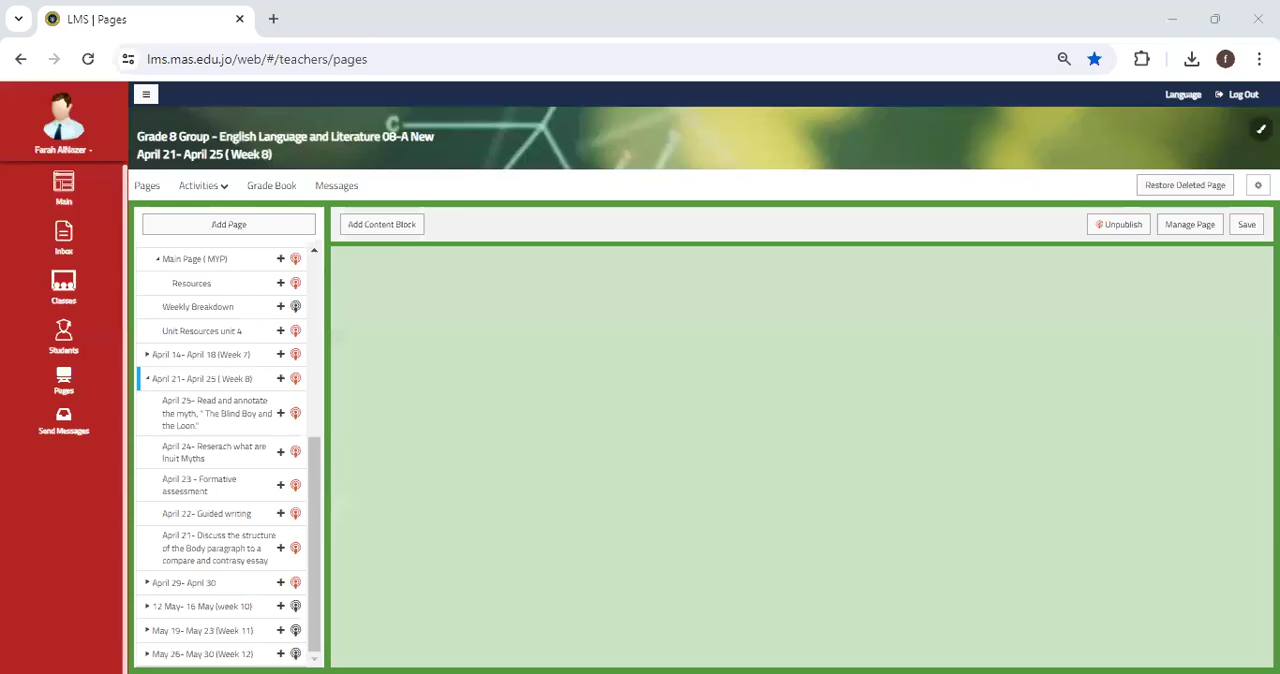 LMS | Pages
lms.mas.edu.jo/web/#/teachers/pages
f
Language
Log Out
Farah AlNazer
Grade 8 Group - English Language and Literature 08-A New
April 21- April 25 ( Week 8)
C
Pages
Activities
Grade Book
Messages
Restore Deleted Page
Main
Inbox
Classes
Students
Pages
Send Messages
Add Page
Add Content Block
Unpublish
Manage Page
Save
Main Page ( MYP)
Resources
Weekly Breakdown
Unit Resources unit 4
April 14- April 18 (Week 7)
April 21- April 25 ( Week 8)
April 25- Read and annotate
the myth, " The Blind Boy and
the Loon."
April 24- Reserach what are
Inuit Myths
April 23 - Formative
assessment
April 22- Guided writing
April 21- Discuss the structure
of the Body paragraph to a
compare and contrasy essay
April 29- April 30
12 May- 16 May (week 10)
May 19- May 23 (Week 11)
May 26- May 30 (Week 12)